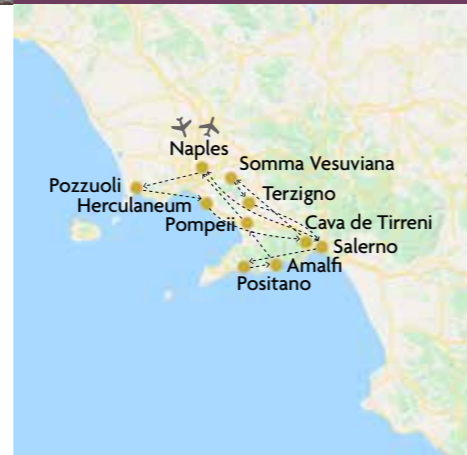 Naples
Somma Vesuviana
Pozzuoli
Terzigno
Herculaneum
Pompeii
Cava de Tirreni
Salerno
Amalfi
Positano